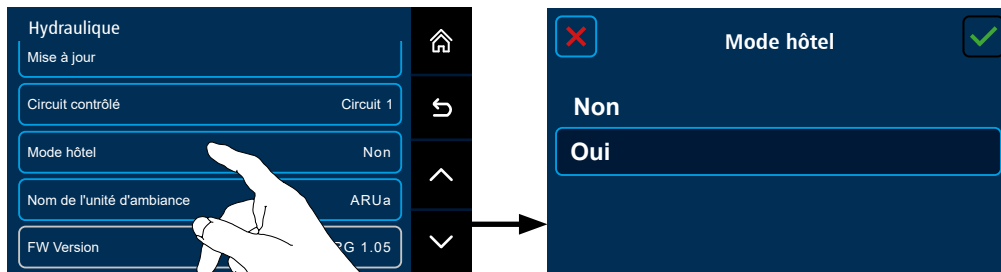 Hydraulique
Mise à jour
Circuit contrôlé Circuit 1
Mode hôtel Non
Nom de l'unité d'ambiance ARUa
FW Version 1.05
Mode hôtel
Non
Oui